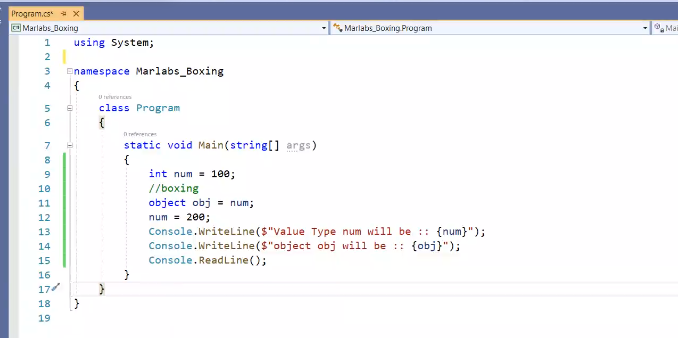 Program.cs*
Marlabs_Boxing
Marlabs_Boxing.Program
Mai
1 using System;
2
3 namespace Marlabs_Boxing
4 {
0 references
5 class Program
6 {
0 references
7 static void Main(string[] args)
8 {
9 int num = 100;
10 //boxing
11 object obj = num;
12 num = 200;
13 Console.WriteLine($"Value Type num will be :: {num}");
14 Console.WriteLine($"object obj will be :: {obj}");
15 Console.ReadLine();
16 }
17 }
18 }
19